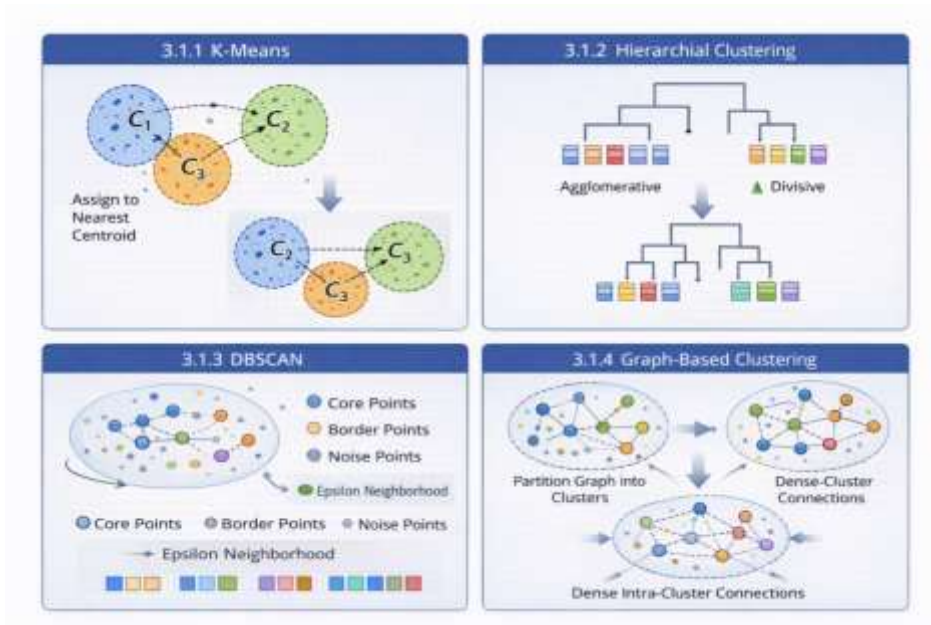 3.1.1 K-Means
C1
C2
C3
Assign to
Nearest
Centroid
C2
C3
C3
3.1.2 Hierarchial Clustering
Agglomerative
Divisive
3.1.3 DBSCAN
Core Points
Border Points
Noise Points
Epsilon Neighborhood
Core Points Border Points Noise Points
Epsilon Neighborhood
3.1.4 Graph-Based Clustering
Partition Graph into
Clusters
Dense-Cluster
Connections
Dense Intra-Cluster Connections